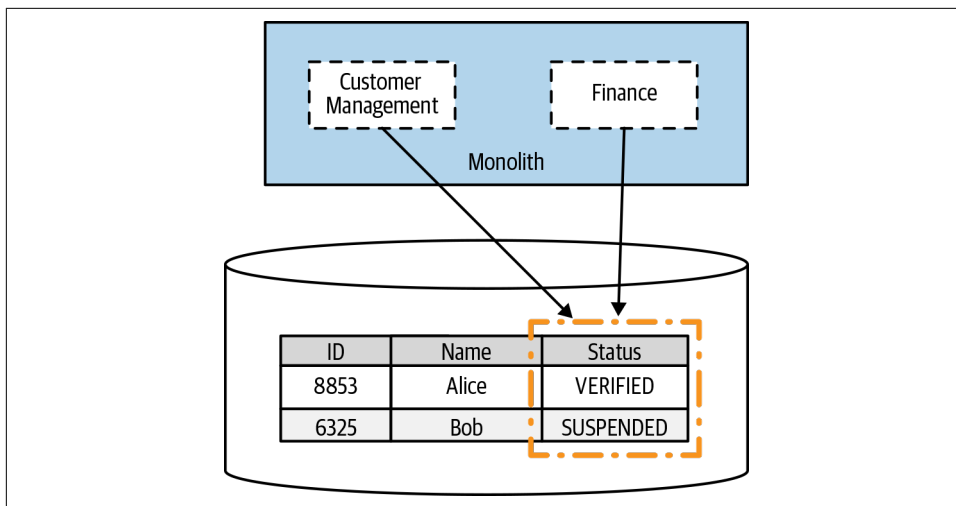 Customer
Management
Finance
Monolith
ID Name Status
8853 Alice VERIFIED
6325 Bob SUSPENDED